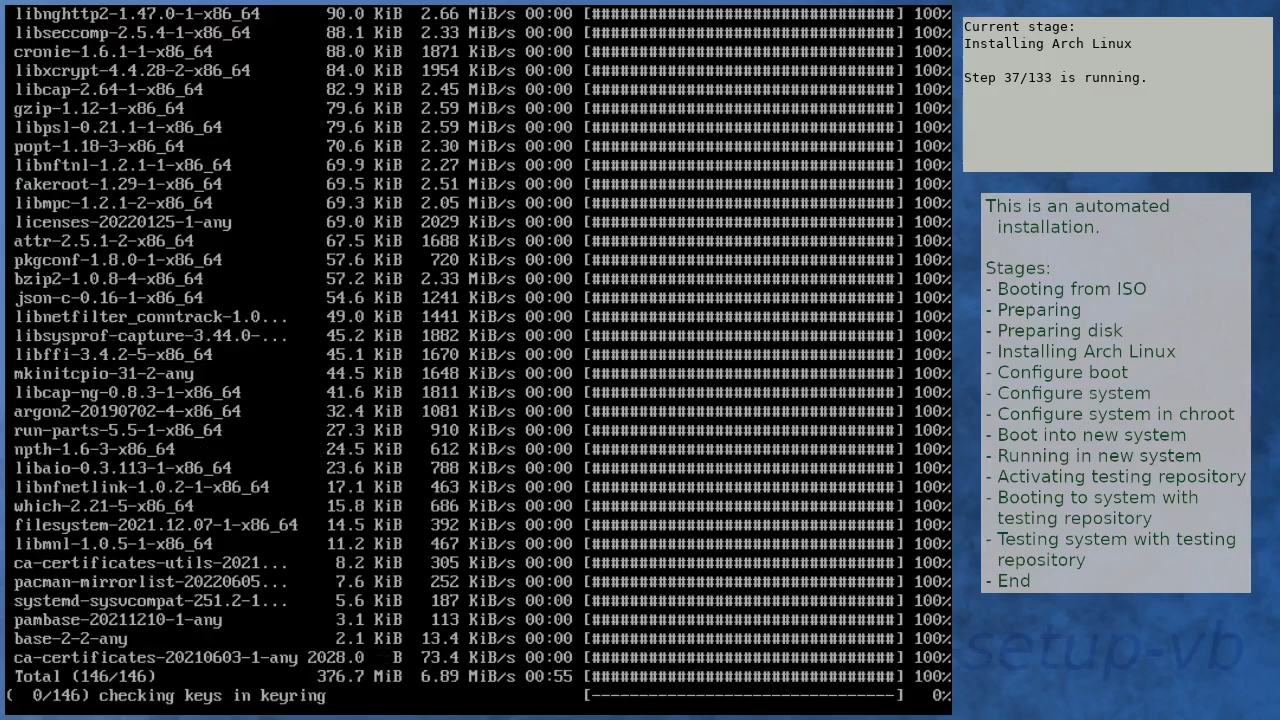 libnghttp2-1.47.0-1-x86_64 90.0 KiB 2.66 MiB/s 00:00 [################################] 100%
libseccomp-2.5.4-1-x86_64 88.1 KiB 2.33 MiB/s 00:00 [################################] 100%
cronie-1.6.1-1-x86_64 88.0 KiB 1871 KiB/s 00:00 [################################] 100%
libxcrypt-4.4.28-2-x86_64 84.0 KiB 1954 KiB/s 00:00 [################################] 100%
libcap-2.64-1-x86_64 82.9 KiB 2.45 MiB/s 00:00 [################################] 100%
gzip-1.12-1-x86_64 79.6 KiB 2.59 MiB/s 00:00 [################################] 100%
libpsl-0.21.1-1-x86_64 79.6 KiB 2.59 MiB/s 00:00 [################################] 100%
popt-1.18-3-x86_64 70.6 KiB 2.30 MiB/s 00:00 [################################] 100%
libnftnl-1.2.1-1-x86_64 69.9 KiB 2.27 MiB/s 00:00 [################################] 100%
fakeroot-1.29-1-x86_64 69.5 KiB 2.51 MiB/s 00:00 [################################] 100%
libmpc-1.2.1-2-x86_64 69.3 KiB 2.05 MiB/s 00:00 [################################] 100%
licenses-20220125-1-any 69.0 KiB 2029 KiB/s 00:00 [################################] 100%
attr-2.5.1-2-x86_64 67.5 KiB 1688 KiB/s 00:00 [################################] 100%
pkgconf-1.8.0-1-x86_64 57.6 KiB 720 KiB/s 00:00 [################################] 100%
bzip2-1.0.8-4-x86_64 57.2 KiB 2.33 MiB/s 00:00 [################################] 100%
json-c-0.16-1-x86_64 54.6 KiB 1241 KiB/s 00:00 [################################] 100%
libnetfilter_conntrack-1.0... 49.0 KiB 1441 KiB/s 00:00 [################################] 100%
libsysprof-capture-3.44.0-... 45.2 KiB 1882 KiB/s 00:00 [################################] 100%
libffi-3.4.2-5-x86_64 45.1 KiB 1670 KiB/s 00:00 [################################] 100%
mkinitcpio-31-2-any 44.5 KiB 1648 KiB/s 00:00 [################################] 100%
libcap-ng-0.8.3-1-x86_64 41.6 KiB 1811 KiB/s 00:00 [################################] 100%
argon2-20190702-4-x86_64 32.4 KiB 1081 KiB/s 00:00 [################################] 100%
run-parts-5.5-1-x86_64 27.3 KiB 910 KiB/s 00:00 [################################] 100%
npth-1.6-3-x86_64 24.5 KiB 612 KiB/s 00:00 [################################] 100%
libaio-0.3.113-1-x86_64 23.6 KiB 788 KiB/s 00:00 [################################] 100%
libnfnetlink-1.0.2-1-x86_64 17.1 KiB 463 KiB/s 00:00 [################################] 100%
which-2.21-5-x86_64 15.8 KiB 686 KiB/s 00:00 [################################] 100%
filesystem-2021.12.07-1-x86_64 14.5 KiB 392 KiB/s 00:00 [################################] 100%
libmnl-1.0.5-1-x86_64 11.2 KiB 467 KiB/s 00:00 [################################] 100%
ca-certificates-utils-2021... 8.2 KiB 305 KiB/s 00:00 [################################] 100%
pacman-mirrorlist-20220605... 7.6 KiB 252 KiB/s 00:00 [################################] 100%
systemd-sysvcompat-251.2-1... 5.6 KiB 187 KiB/s 00:00 [################################] 100%
pambase-20211210-1-any 3.1 KiB 113 KiB/s 00:00 [################################] 100%
base-2-2-any 2.1 KiB 13.4 KiB/s 00:00 [################################] 100%
ca-certificates-20210603-1-any 2028.0 B 73.4 KiB/s 00:00 [################################] 100%
Total (146/146) 376.7 MiB 6.89 MiB/s 00:55 [################################] 100%
( 0/146) checking keys in keyring [--------------------------------] 0%
Current stage:
Installing Arch Linux
Step 37/133 is running.
This is an automated
installation.
Stages:
- Booting from ISO
- Preparing
- Preparing disk
- Installing Arch Linux
- Configure boot
- Configure system
- Configure system in chroot
- Boot into new system
- Running in new system
- Activating testing repository
- Booting to system with
testing repository
- Testing system with testing
repository
- End
setup-vb